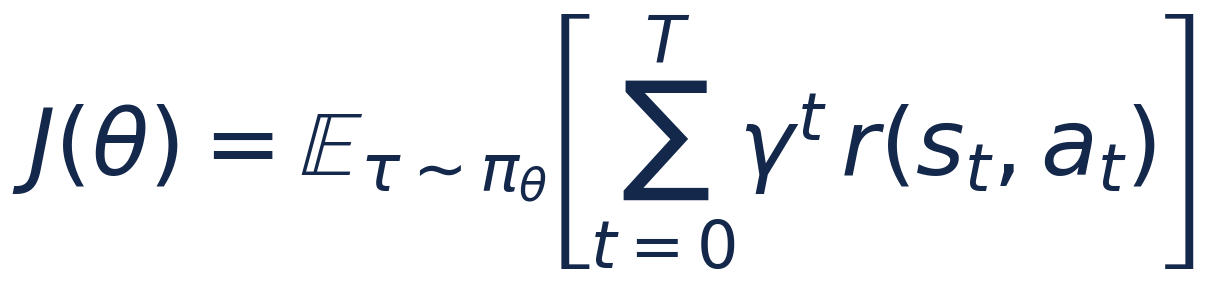 J(θ) = 𝔼_{τ∼π_θ} [ ∑_{t=0}^{T} γ^t r(s_t, a_t) ]